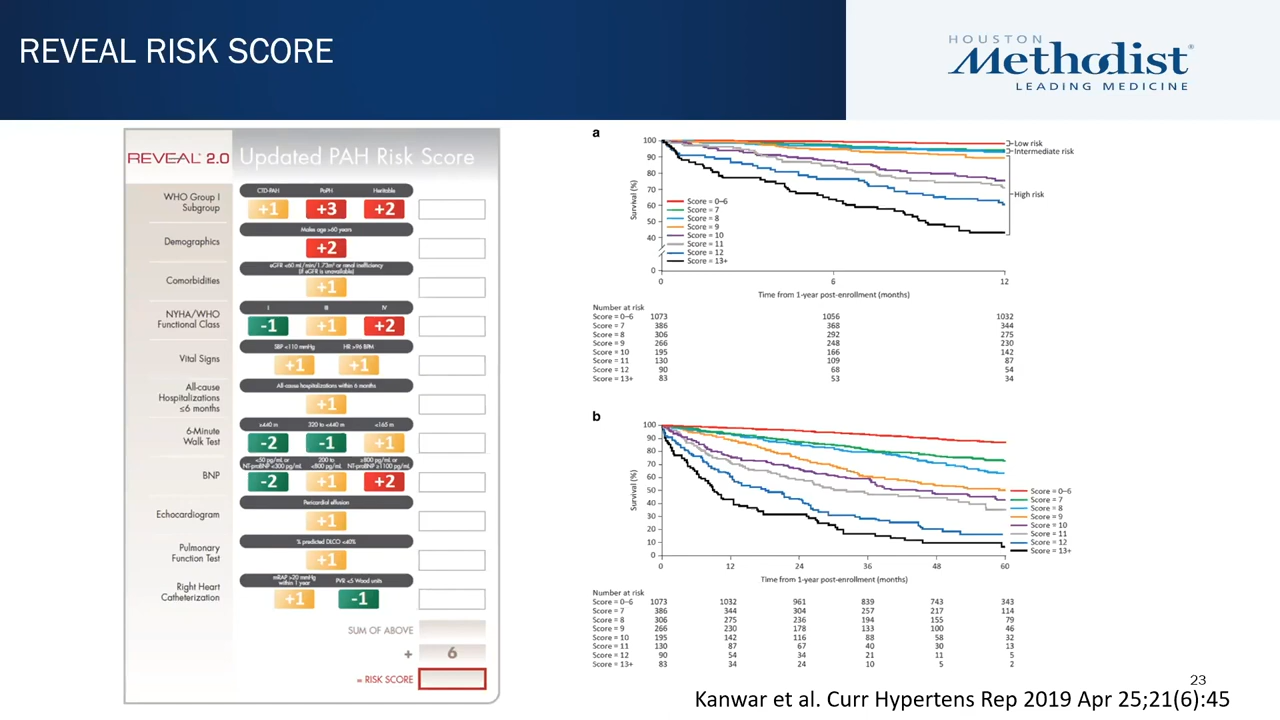 REVEAL RISK SCORE
HOUSTON
Methodist®
LEADING MEDICINE
REVEAL® 2.0 Updated PAH Risk Score
WHO Group I
Subgroup
CTD-PAH PoPH Heritable
+1 +3 +2
Demographics
Males age >60 years
+2
Comorbidities
eGFR <60 mL/min/1.73m² or renal insufficiency
(if eGFR is unavailable)
+1
NYHA/WHO
Functional Class
I III IV
-1 +1 +2
Vital Signs
SBP <110 mmHg HR >96 BPM
+1 +1
All-cause
Hospitalizations
≤6 months
All-cause hospitalizations within 6 months
+1
6-Minute
Walk Test
≥440 m 320 to <440 m <165 m
-2 -1 +1
BNP
<50 pg/mL or
NT-proBNP <300 pg/mL
200 to
<800 pg/mL
≥800 pg/mL or
NT-proBNP ≥1100 pg/mL
-2 +1 +2
Echocardiogram
Pericardial effusion
+1
Pulmonary
Function Test
% predicted DLCO <40%
+1
Right Heart
Catheterization
mRAP >20 mmHg
within 1 year
PVR <5 Wood units
+1 -1
SUM OF ABOVE
+ 6
= RISK SCORE
a
Survival (%)
100
90
80
70
60
50
40
0
Low risk
Intermediate risk
High risk
Score = 0–6
Score = 7
Score = 8
Score = 9
Score = 10
Score = 11
Score = 12
Score = 13+
0 6 12
Time from 1-year post-enrollment (months)
Number at risk
Score = 0–6 1073 1056 1032
Score = 7 386 368 344
Score = 8 306 292 275
Score = 9 266 248 230
Score = 10 195 166 142
Score = 11 130 109 87
Score = 12 90 68 54
Score = 13+ 83 53 34
b
Survival (%)
100
90
80
70
60
50
40
30
20
10
0
Score = 0–6
Score = 7
Score = 8
Score = 9
Score = 10
Score = 11
Score = 12
Score = 13+
0 12 24 36 48 60
Time from 1-year post-enrollment (months)
Number at risk
Score = 0–6 1073 1032 961 839 743 343
Score = 7 386 344 304 257 217 114
Score = 8 306 275 236 194 155 79
Score = 9 266 230 178 133 100 46
Score = 10 195 142 116 88 58 32
Score = 11 130 87 67 40 30 13
Score = 12 90 54 34 21 11 5
Score = 13+ 83 34 24 10 5 2
23
Kanwar et al. Curr Hypertens Rep 2019 Apr 25;21(6):45